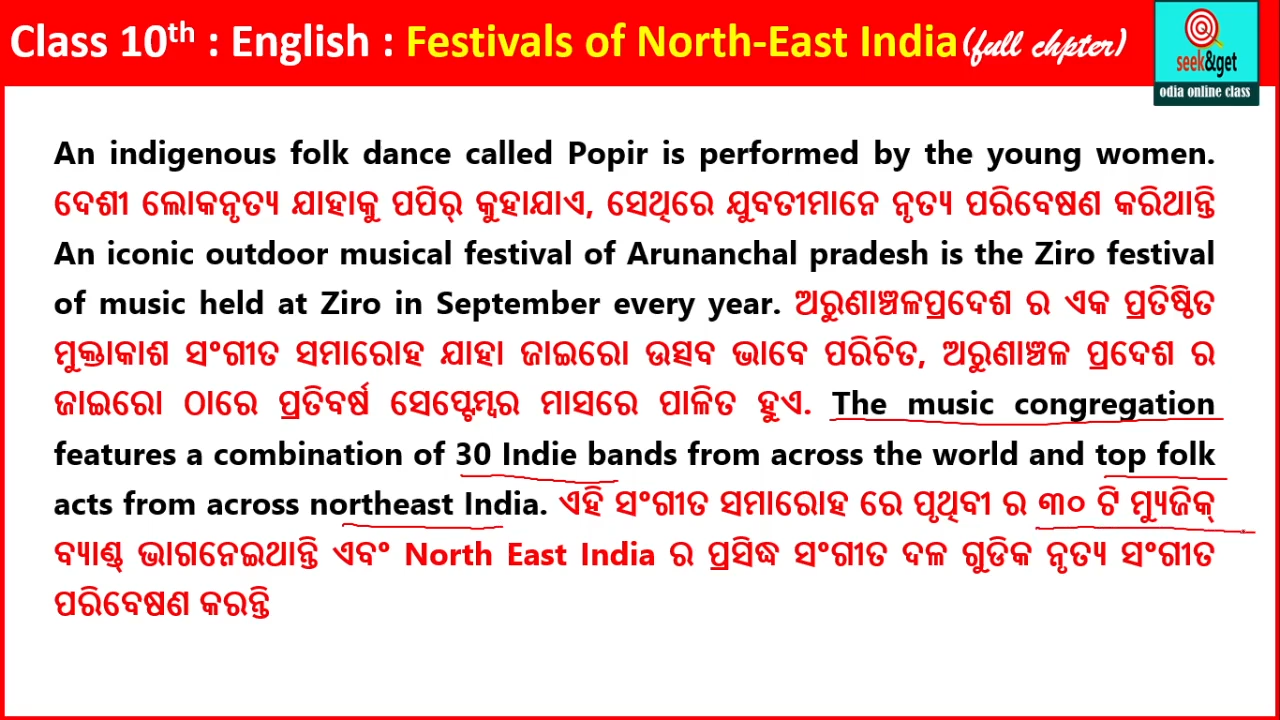 Class 10th : English : Festivals of North-East India(full chpter)
seek&get
odia online class
An indigenous folk dance called Popir is performed by the young women.
ଦେଶୀ ଲୋକନୃତ୍ୟ ଯାହାକୁ ପପିର୍ କୁହାଯାଏ, ସେଥିରେ ଯୁବତୀମାନେ ନୃତ୍ୟ ପରିବେଷଣ କରିଥାନ୍ତି
An iconic outdoor musical festival of Arunanchal pradesh is the Ziro festival
of music held at Ziro in September every year. ଅରୁଣାଞ୍ଚଳପ୍ରଦେଶ ର ଏକ ପ୍ରତିଷ୍ଠିତ
ମୁକ୍ତାକାଶ ସଂଗୀତ ସମାରୋହ ଯାହା ଜାଇରୋ ଉତ୍ସବ ଭାବେ ପରିଚିତ, ଅରୁଣାଞ୍ଚଳ ପ୍ରଦେଶ ର
ଜାଇରୋ ଠାରେ ପ୍ରତିବର୍ଷ ସେପ୍ଟେମ୍ବର ମାସରେ ପାଳିତ ହୁଏ. The music congregation
features a combination of 30 Indie bands from across the world and top folk
acts from across northeast India. ଏହି ସଂଗୀତ ସମାରୋହ ରେ ପୃଥିବୀ ର ୩୦ ଟି ମ୍ୟୁଜିକ୍
ବ୍ୟାଣ୍ଡ୍ ଭାଗନେଇଥାନ୍ତି ଏବଂ North East India ର ପ୍ରସିଦ୍ଧ ସଂଗୀତ ଦଳ ଗୁଡିକ ନୃତ୍ୟ ସଂଗୀତ
ପରିବେଷଣ କରନ୍ତି